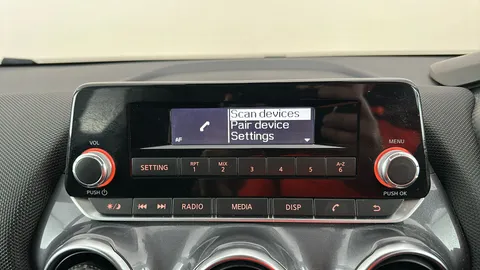 Scan devices
Pair device
AF
Settings
VOL
MENU
SETTING
RPT
1
MIX
2
3
4
5
A-Z
6
PUSH
PUSH OK
RADIO
MEDIA
DISP